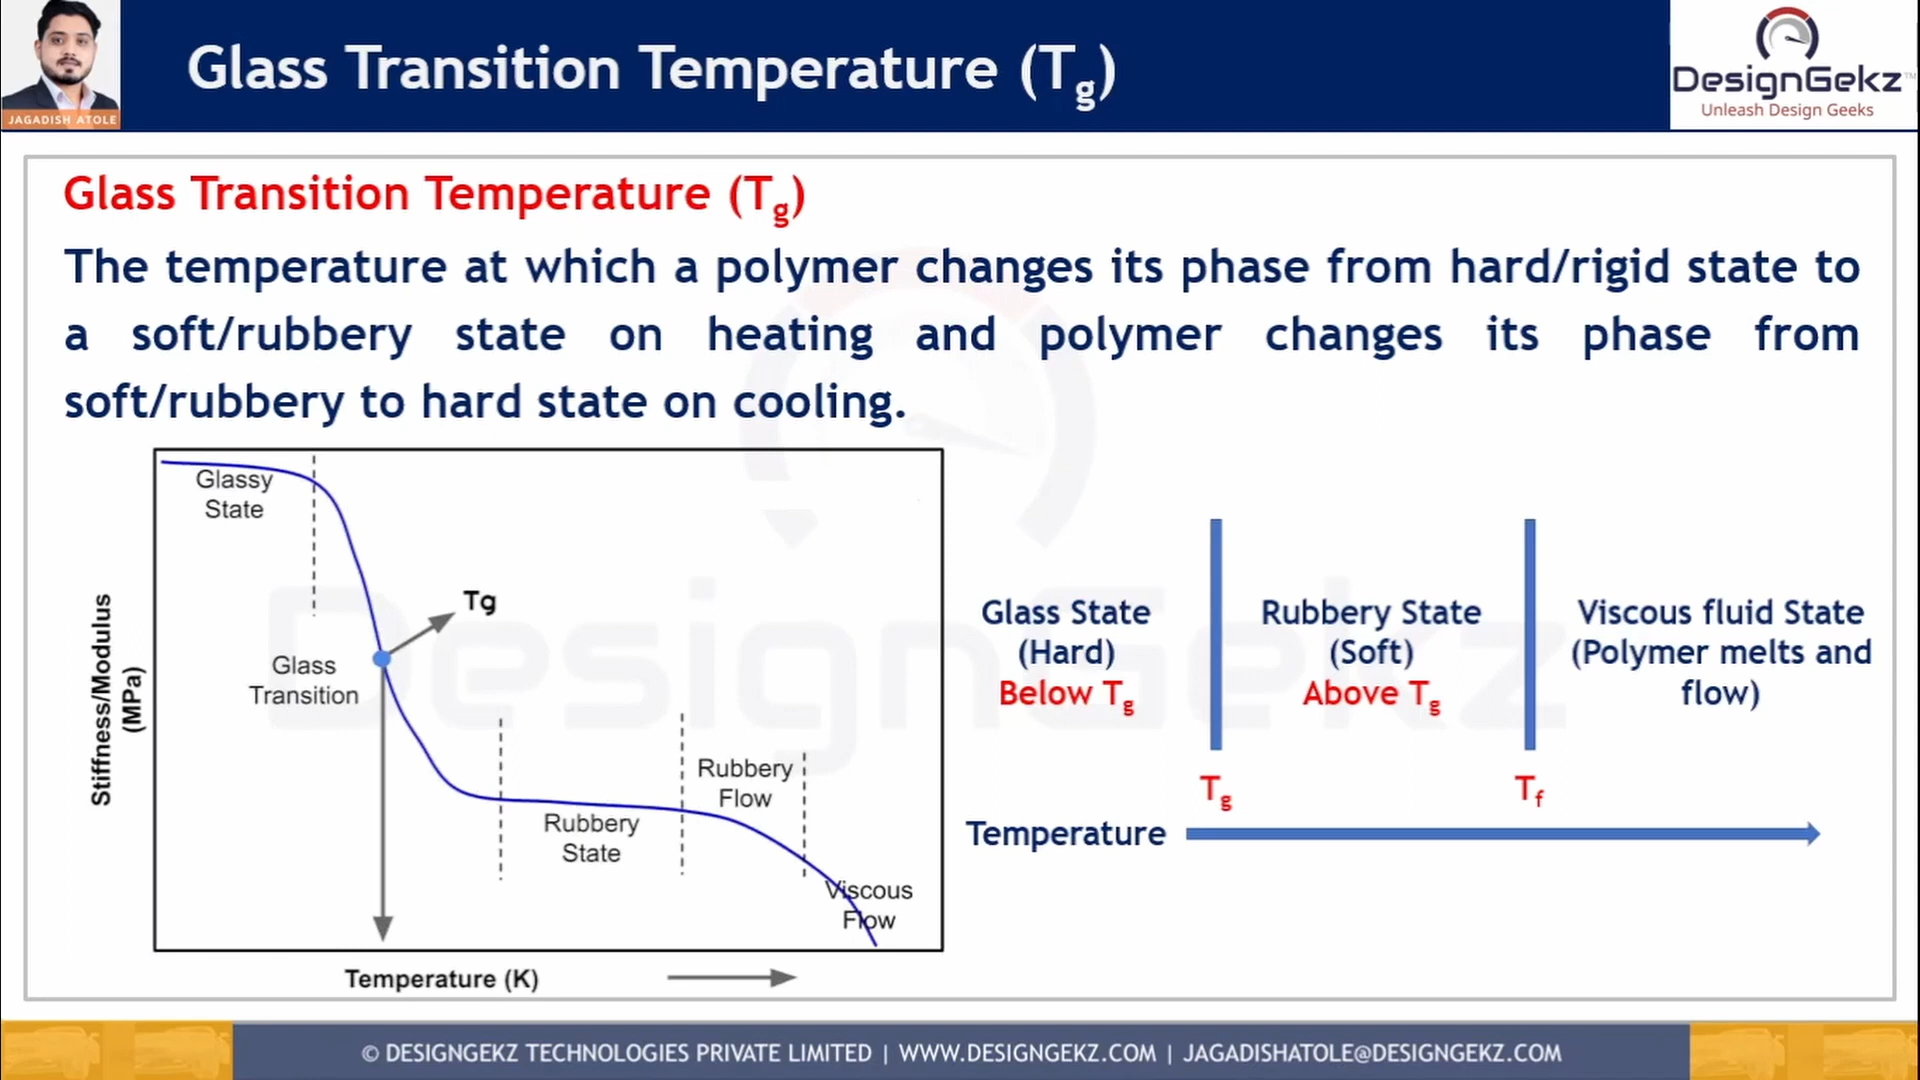 JAGADISH ATOLE
Glass Transition Temperature (Tg)
DesignGekz™
Unleash Design Geeks
Glass Transition Temperature (Tg)
The temperature at which a polymer changes its phase from hard/rigid state to
a soft/rubbery state on heating and polymer changes its phase from
soft/rubbery to hard state on cooling.
Glassy
State
Tg
Glass
Transition
Rubbery
Flow
Rubbery
State
Viscous
Flow
Stiffness/Modulus
(MPa)
Temperature (K)
Glass State
(Hard)
Below Tg
Rubbery State
(Soft)
Above Tg
Viscous fluid State
(Polymer melts and
flow)
Tg
Tf
Temperature
DesignGekz
© DESIGNGEKZ TECHNOLOGIES PRIVATE LIMITED | WWW.DESIGNGEKZ.COM | JAGADISHATOLE@DESIGNGEKZ.COM